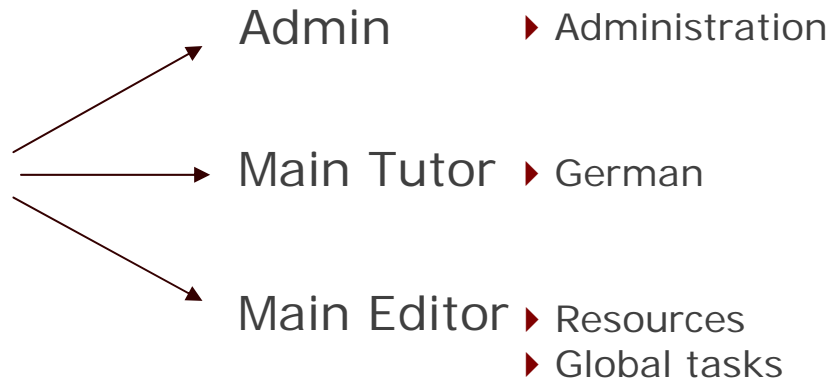 Admin Administration
Main Tutor German
Main Editor Resources
Global tasks